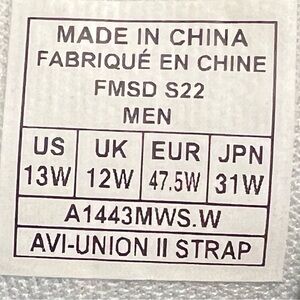 MADE IN CHINA
FABRIQUÉ EN CHINE
FMSD S22
MEN
US UK EUR JPN
13W 12W 47.5W 31W
A1443MWS.W
AVI-UNION II STRAP